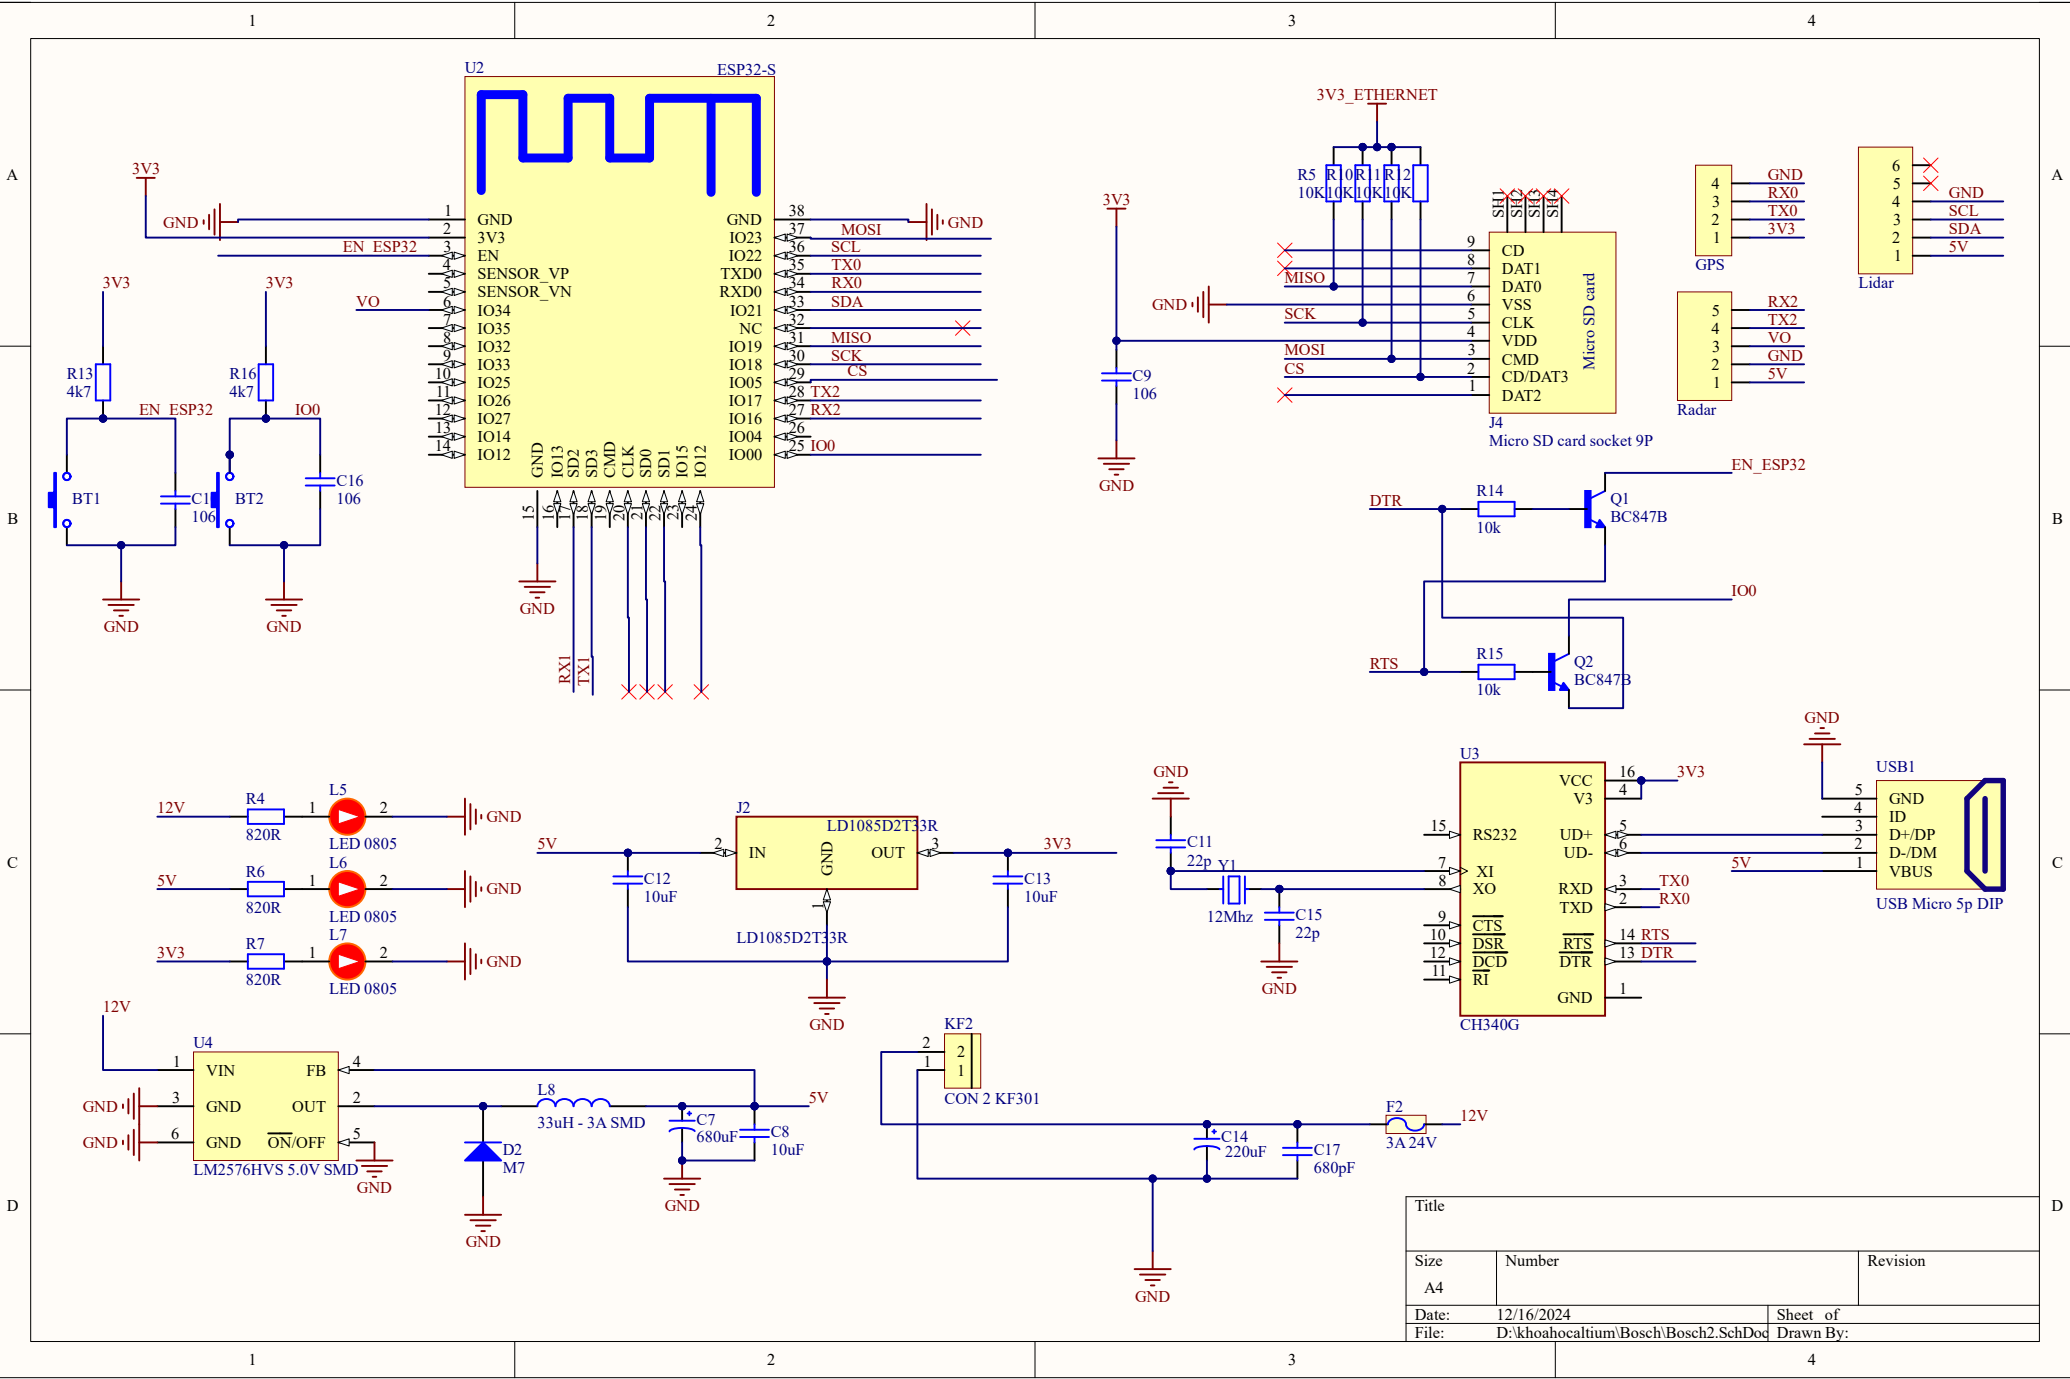 1 2 3 4
A
B
C
D
A
B
C
D
U2 ESP32-S
3V3
GND
EN_ESP32
VO
1 GND
2 3V3
3 EN
4 SENSOR_VP
5 SENSOR_VN
6 IO34
7 IO35
8 IO32
9 IO33
10 IO25
11 IO26
12 IO27
13 IO14
14 IO12
GND 38 GND
IO23 37 MOSI
IO22 36 SCL
TXD0 35 TX0
RXD0 34 RX0
IO21 33 SDA
NC 32
IO19 31 MISO
IO18 30 SCK
IO05 29 CS
IO17 28 TX2
IO16 27 RX2
IO04 26
IO00 25 IO0
GND IO13 SD2 SD3 CMD CLK SD0 SD1 IO15 IO12
15 16 17 18 19 20 21 22 23 24
GND
RX1
TX1
3V3
R13
4k7
EN_ESP32
BT1
C1
106
GND
3V3
R16
4k7
IO0
BT2
C16
106
GND
3V3_ETHERNET
R5 R10 R11 R12
10K 10K 10K 10K
SH1 SH2 SH3 SH4
3V3
GND
C9
106
GND
9 CD
8 DAT1
MISO 7 DAT0
6 VSS
SCK 5 CLK
4 VDD
MOSI 3 CMD
CS 2 CD/DAT3
1 DAT2
Micro SD card
J4
Micro SD card socket 9P
4 GND
3 RX0
2 TX0
1 3V3
GPS
6
5
4 GND
3 SCL
2 SDA
1 5V
Lidar
5 RX2
4 TX2
3 VO
2 GND
1 5V
Radar
EN_ESP32
DTR
R14
10k
Q1
BC847B
IO0
RTS
R15
10k
Q2
BC847B
12V
R4
820R
1 L5 2
LED 0805
GND
5V
R6
820R
1 L6 2
LED 0805
GND
3V3
R7
820R
1 L7 2
LED 0805
GND
J2
LD1085D2T33R
5V
2 IN
GND
OUT 3
3V3
1
C12
10uF
C13
10uF
LD1085D2T33R
GND
GND
C11
22p
Y1
12Mhz
C15
22p
GND
U3
VCC 16 3V3
V3 4
15 RS232
UD+ 5
UD- 6
7 XI
8 XO
RXD 3 TX0
TXD 2 RX0
9 CTS
10 DSR
12 DCD
11 RI
RTS 14 RTS
DTR 13 DTR
GND 1
CH340G
GND
USB1
5 GND
4 ID
3 D+/DP
2 D-/DM
5V 1 VBUS
USB Micro 5p DIP
12V
U4
1 VIN
GND 3 GND
GND 6 GND
FB 4
OUT 2
ON/OFF 5
LM2576HVS 5.0V SMD
GND
D2
M7
GND
L8
33uH - 3A SMD
C7
680uF
C8
10uF
5V
GND
KF2
2 2
1 1
CON 2 KF301
C14
220uF
C17
680pF
F2
3A 24V
12V
GND
Title
Size
A4
Number
Revision
Date: 12/16/2024 Sheet of
File: D:\khoahocaltium\Bosch\Bosch2.SchDoc Drawn By:
1 2 3 4